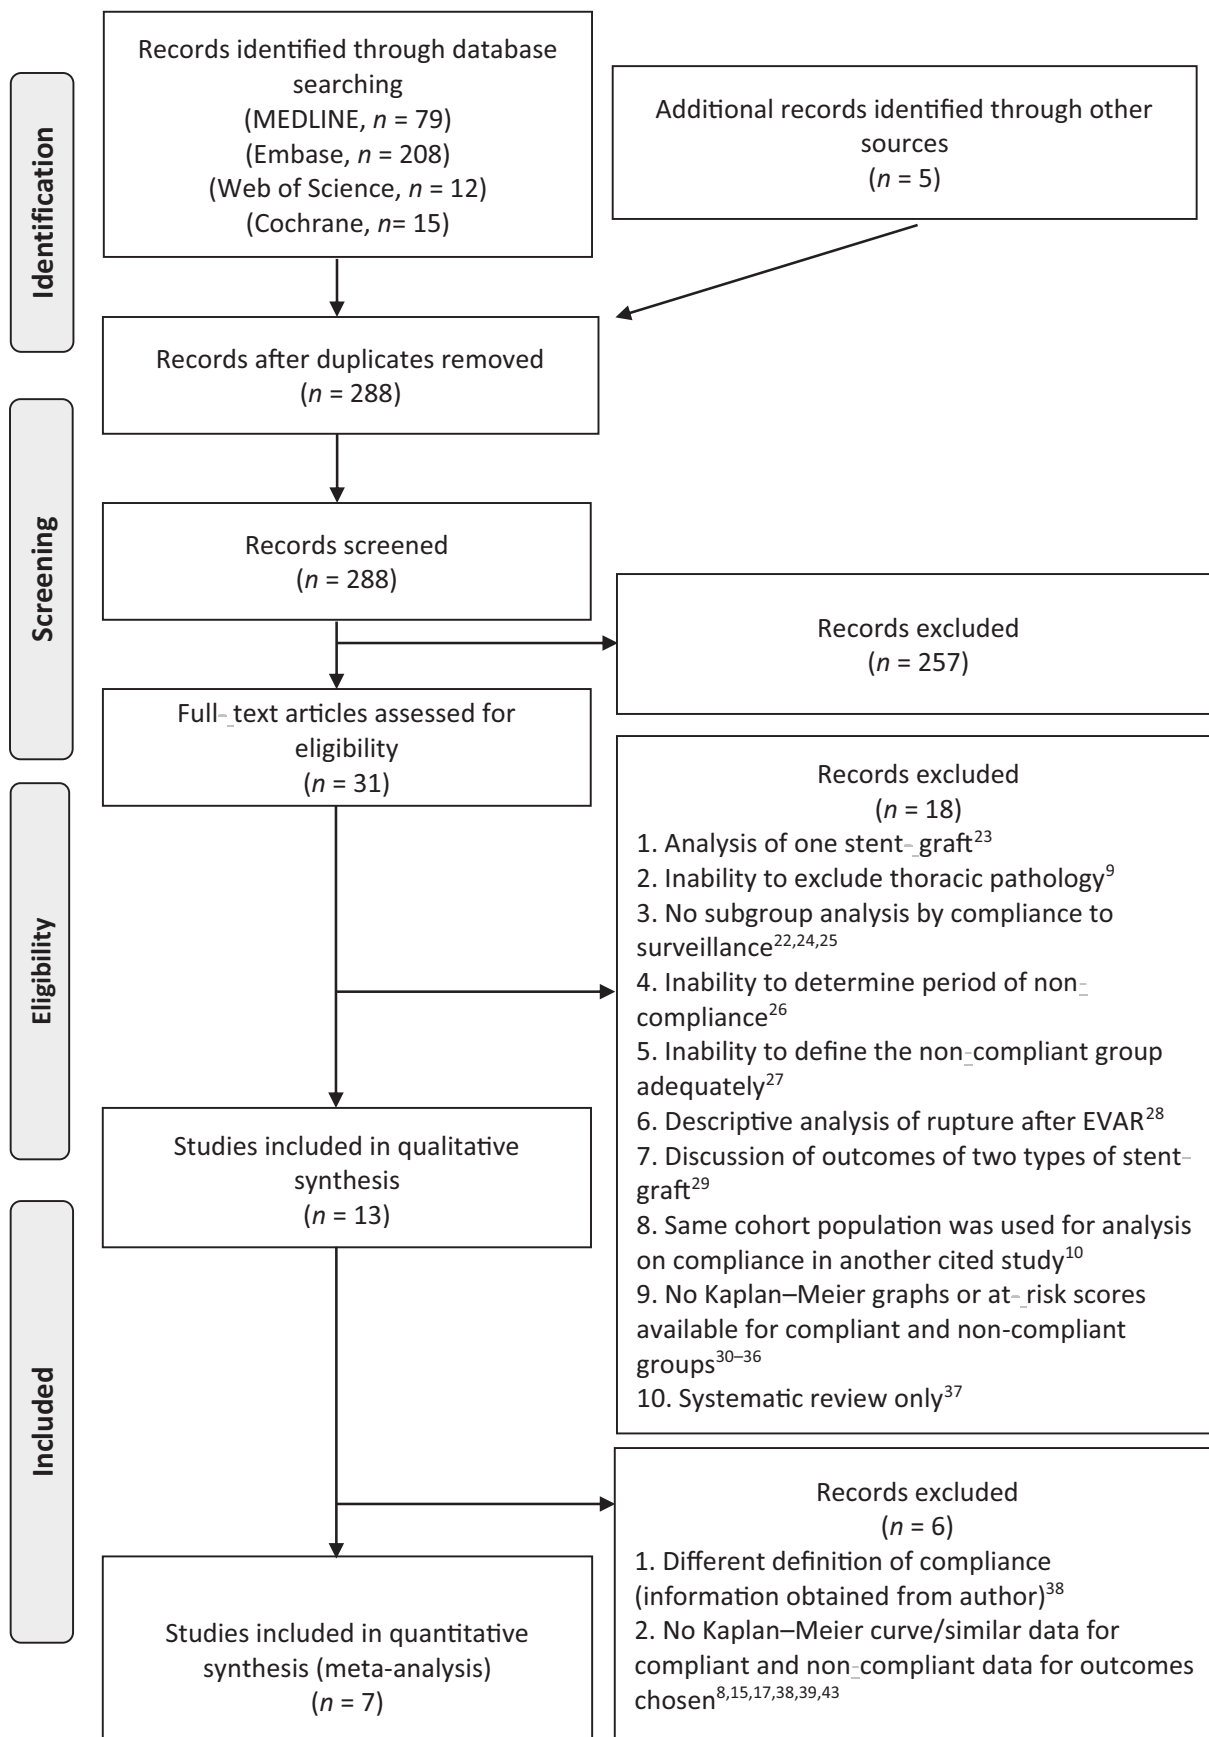 Identification
Records identified through database
searching
(MEDLINE, n = 79)
(Embase, n = 208)
(Web of Science, n = 12)
(Cochrane, n= 15)
Additional records identified through other
sources
(n = 5)
Records after duplicates removed
(n = 288)
Screening
Records screened
(n = 288)
Records excluded
(n = 257)
Full-_text articles assessed for
eligibility
(n = 31)
Eligibility
Records excluded
(n = 18)
1. Analysis of one stent-_graft23
2. Inability to exclude thoracic pathology9
3. No subgroup analysis by compliance to
surveillance22,24,25
4. Inability to determine period of non-
compliance26
5. Inability to define the non-compliant group
adequately27
6. Descriptive analysis of rupture after EVAR28
7. Discussion of outcomes of two types of stent-
graft29
8. Same cohort population was used for analysis
on compliance in another cited study10
9. No Kaplan–Meier graphs or at-_risk scores
available for compliant and non-compliant
groups30–36
10. Systematic review only37
Studies included in qualitative
synthesis
(n = 13)
Included
Records excluded
(n = 6)
1. Different definition of compliance
(information obtained from author)38
2. No Kaplan–Meier curve/similar data for
compliant and non-compliant data for outcomes
chosen8,15,17,38,39,43
Studies included in quantitative
synthesis (meta-analysis)
(n = 7)